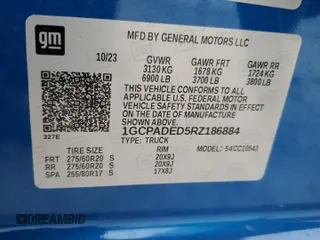 gm
MFD BY GENERAL MOTORS LLC
10/23 GVWR GAWR FRT GAWR RR
3130 KG 1678 KG 1724 KG
6900 LB 3700 LB 3800 LB
THIS VEHICLE CONFORMS TO ALL
APPLICABLE U.S. FEDERAL MOTOR
VEHICLE SAFETY STANDARDS IN
EFFECT ON THE DATE OF
MANUFACTURE SHOWN ABOVE.
1GCPADED5RZ186884
327E TYPE: TRUCK
TIRE SIZE RIM
FRT 275/60R20 S 20X9J
RR 275/60R20 S 20X9J
SPA 255/80R17 S 17X8J
© DREAMBID